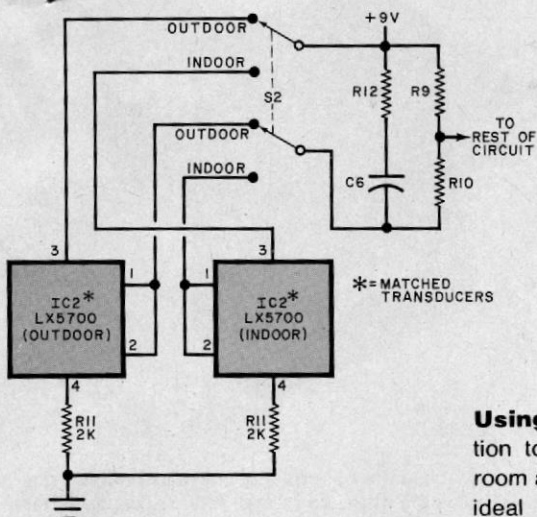 OUTDOOR
INDOOR
S2
OUTDOOR
INDOOR
+9V
R12
R9
TO
REST OF
CIRCUIT
C6
R10
3
1
IC2*
LX5700
(OUTDOOR)
2
4
R11
2K
3
1
IC2*
LX5700
(INDOOR)
2
4
R11
2K
*=MATCHED
TRANSDUCERS
Using
tion to
room a
ideal